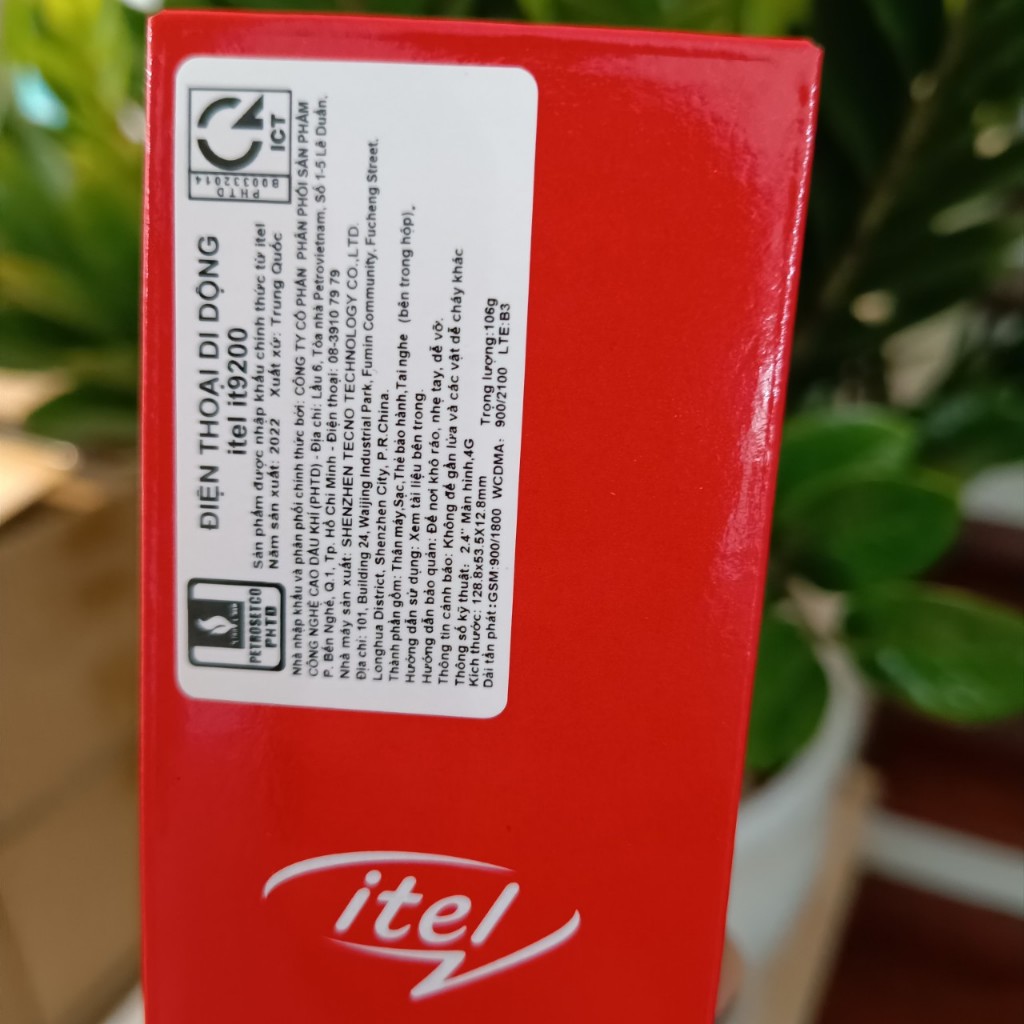 ĐIỆN THOẠI DI ĐỘNG
itel it9200
Sản phẩm được nhập khẩu chính thức từ itel
Năm sản xuất: 2022 Xuất xứ: Trung Quốc
PHTD
B00332014
ICT
PETROSETCO
PHTD
Nhà nhập khẩu và phân phối chính thức bởi: CÔNG TY CỔ PHẦN PHÂN PHỐI SẢN PHẨM
CÔNG NGHỆ CAO DẦU KHÍ (PHTD) - Địa chỉ: Lầu 6, Tòa nhà Petrovietnam, Số 1-5 Lê Duẩn,
P. Bến Nghé, Q.1, Tp. Hồ Chí Minh - Điện thoại: 08-3910 79 79
Nhà máy sản xuất: SHENZHEN TECNO TECHNOLOGY CO.,LTD.
Địa chỉ: 101, Building 24, Waijing Industrial Park, Fumin Community, Fucheng Street,
Longhua District, Shenzhen City, P.R.China.
Thành phần gồm: Thân máy,Sạc,Thẻ bảo hành,Tai nghe (bên trong hộp),
Hướng dẫn sử dụng: Xem tài liệu bên trong.
Hướng dẫn bảo quản: Để nơi khô ráo, nhẹ tay, dễ vỡ.
Thông tin cảnh báo: Không để gần lửa và các vật dễ cháy khác
Thông số kỹ thuật: 2.4" Màn hình,4G
Kích thước: 128.8x53.5X12.8mm Trọng lượng:106g
Dải tần phát:GSM:900/1800 WCDMA: 900/2100 LTE:B3
itel